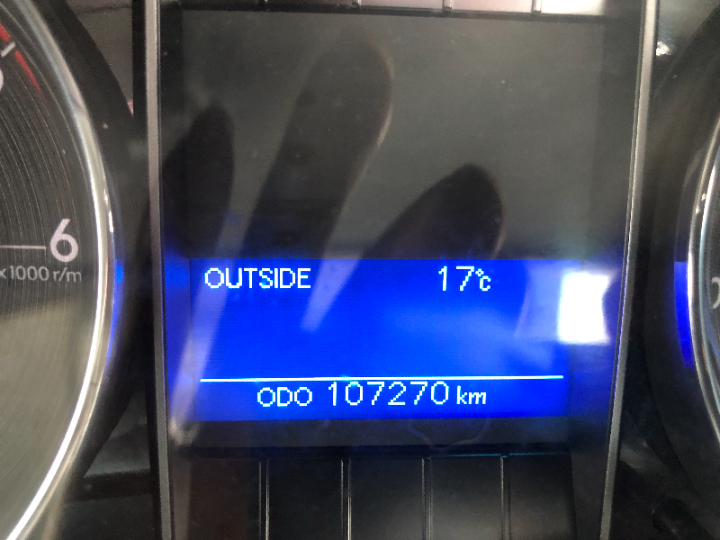 6
x1000 r/m
OUTSIDE 17℃
ODO 107270 km